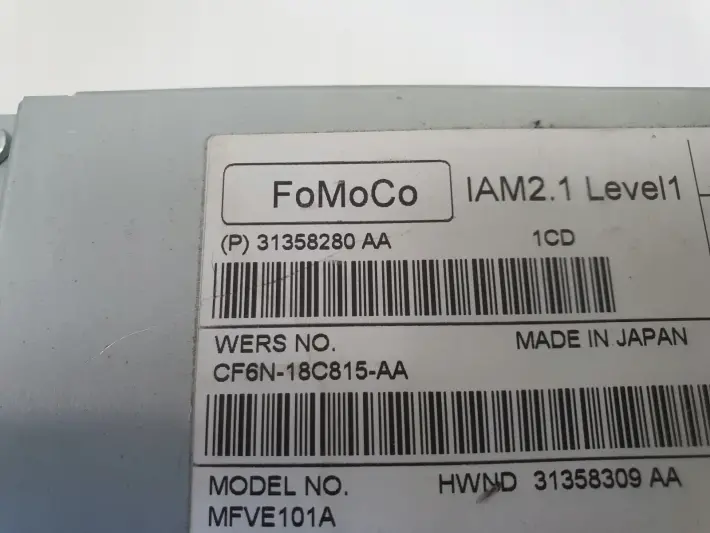 FoMoCo IAM2.1 Level1
(P) 31358280 AA 1CD
WERS NO. MADE IN JAPAN
CF6N-18C815-AA
MODEL NO. HWND 31358309 AA
MFVE101A